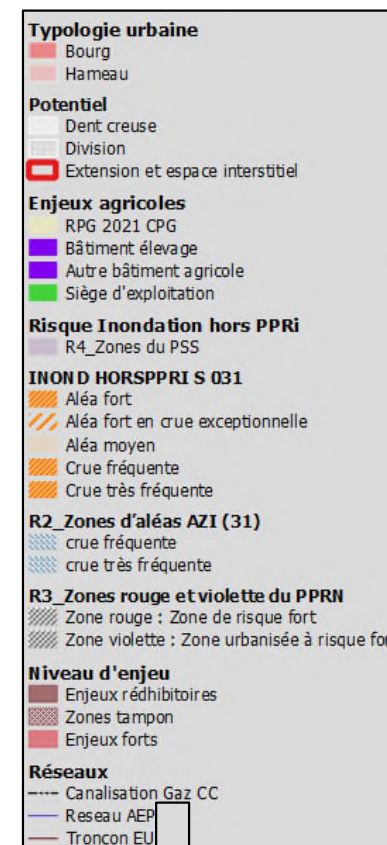 Typologie urbaine
Bourg
Hameau
Potentiel
Dent creuse
Division
Extension et espace interstitiel
Enjeux agricoles
RPG 2021 CPG
Bâtiment élevage
Autre bâtiment agricole
Siège d'exploitation
Risque Inondation hors PPRi
R4_Zones du PSS
INOND HORSPPRI S 031
Aléa fort
Aléa fort en crue exceptionnelle
Aléa moyen
Crue fréquente
Crue très fréquente
R2_Zones d'aléas AZI (31)
crue fréquente
crue très fréquente
R3_Zones rouge et violette du PPRN
Zone rouge : Zone de risque fort
Zone violette : Zone urbanisée à risque for
Niveau d'enjeu
Enjeux rédhibitoires
Zones tampon
Enjeux forts
Réseaux
Canalisation Gaz CC
Reseau AEP
Troncon EU